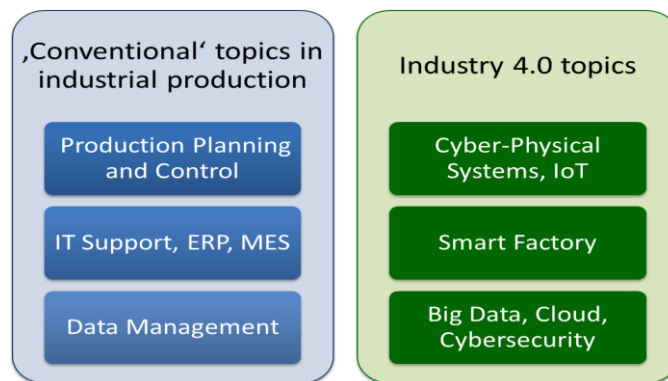 ‚Conventional‘ topics in
industrial production
Production Planning
and Control
IT Support, ERP, MES
Data Management
Industry 4.0 topics
Cyber-Physical
Systems, IoT
Smart Factory
Big Data, Cloud,
Cybersecurity